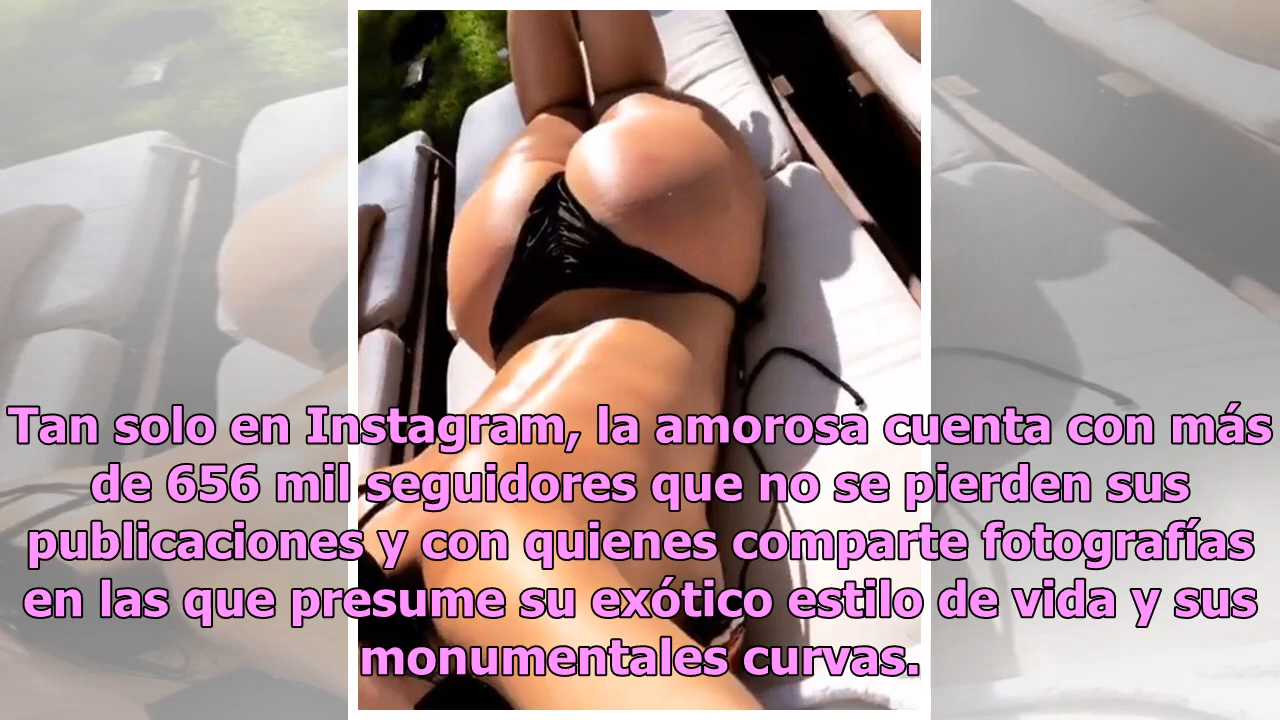 Tan solo en Instagram, la amorosa cuenta con más
de 656 mil seguidores que no se pierden sus
publicaciones y con quienes comparte fotografías
en las que presume su exótico estilo de vida y sus
monumentales curvas.